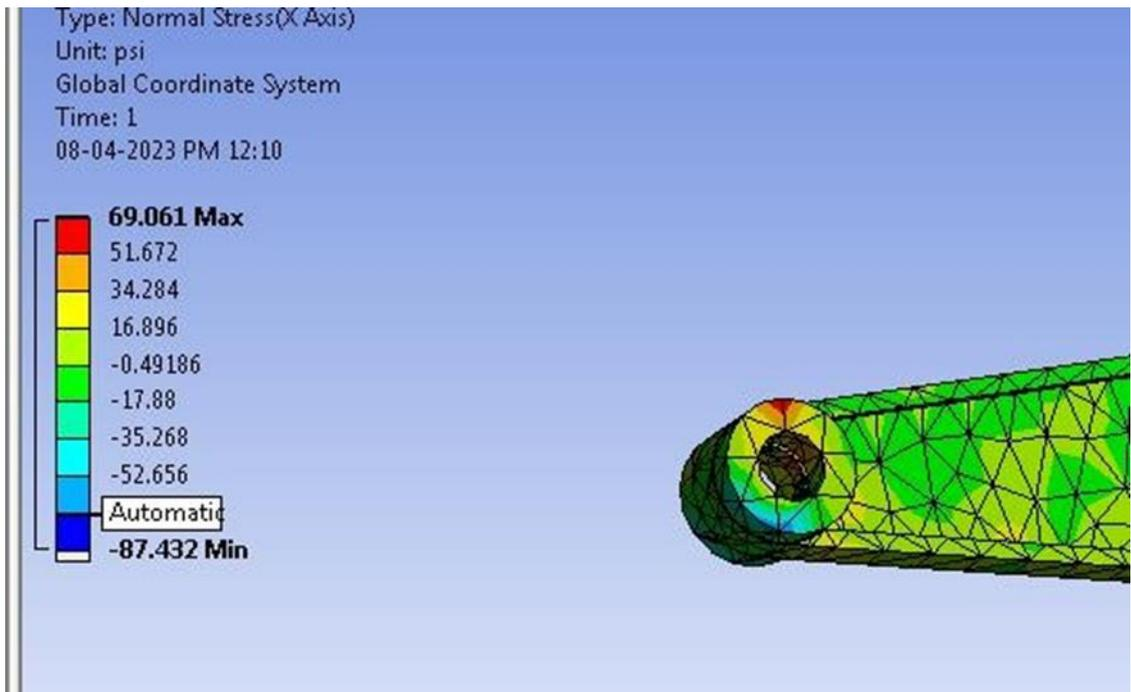 Type: Normal Stress(X Axis)
Unit: psi
Global Coordinate System
Time: 1
08-04-2023 PM 12:10
69.061 Max
51.672
34.284
16.896
-0.49186
-17.88
-35.268
-52.656
Automatic
-87.432 Min